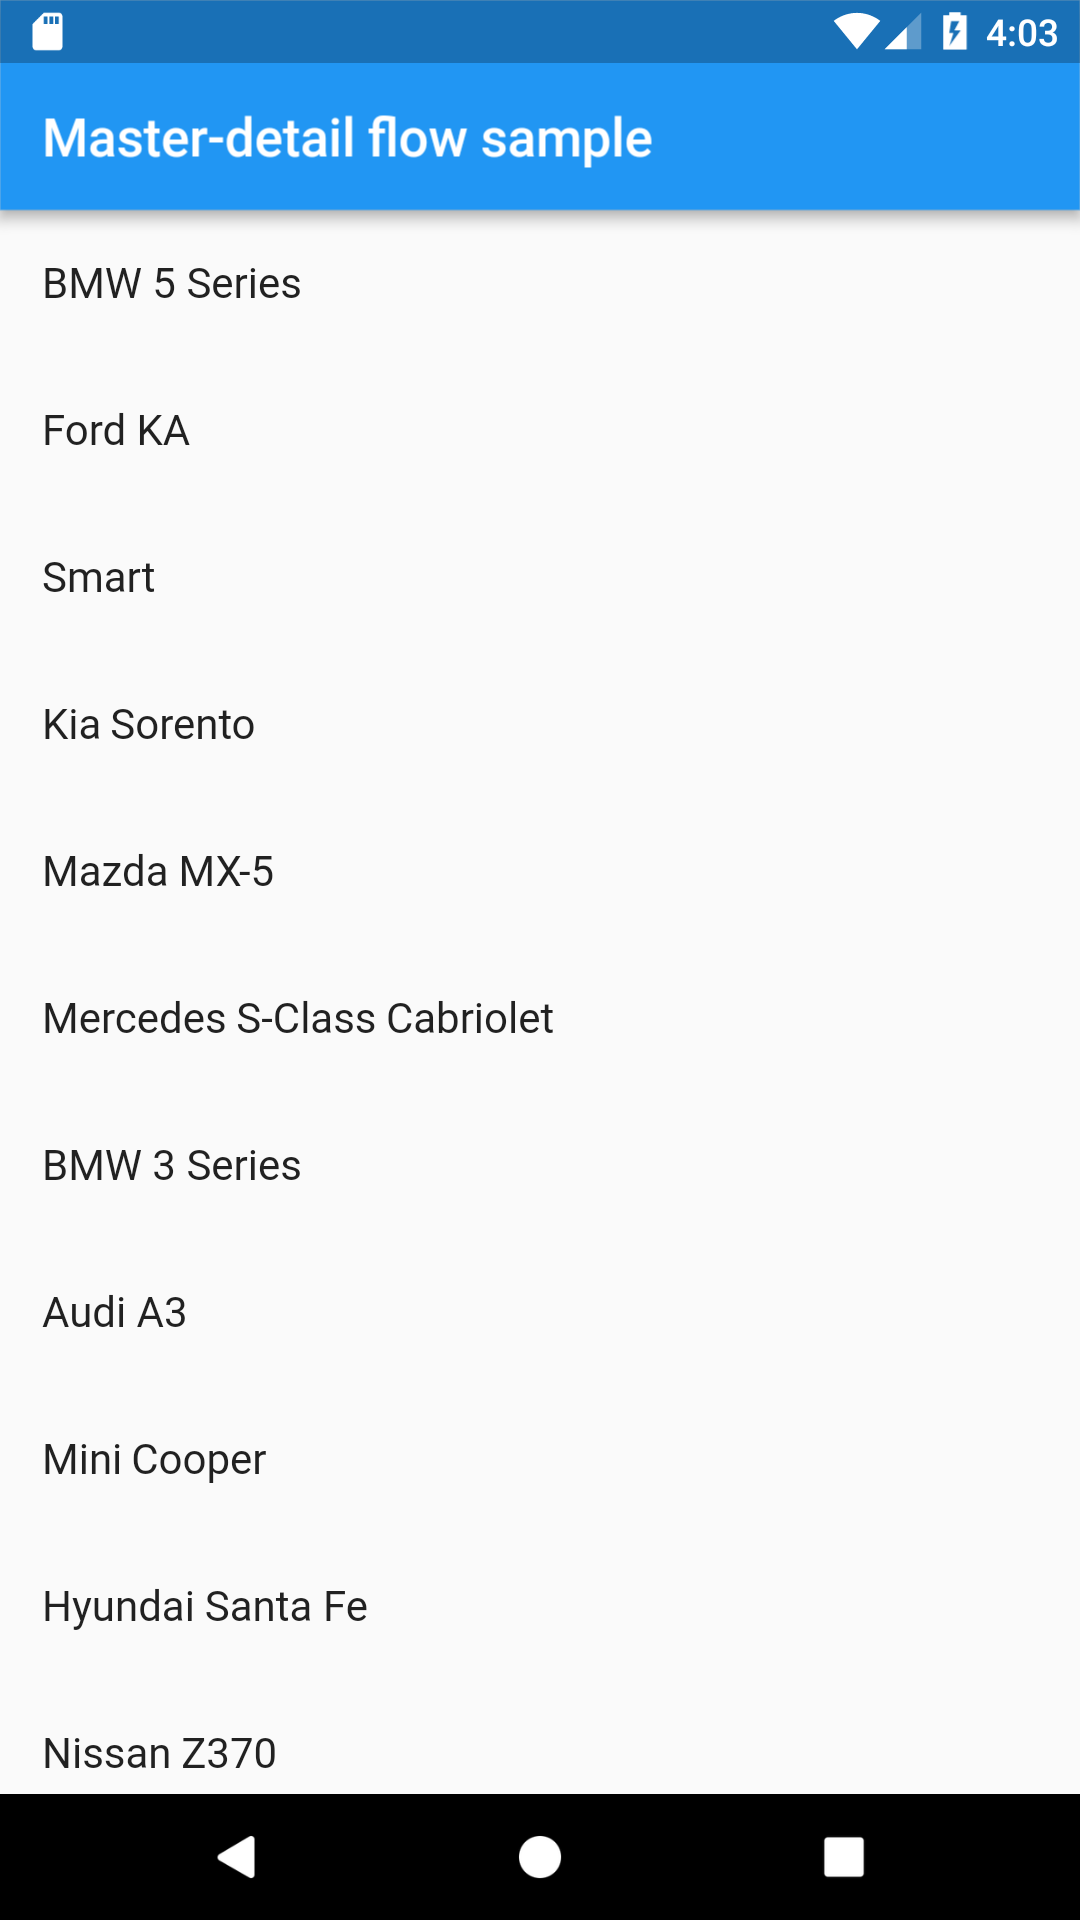 4:03
Master-detail flow sample
BMW 5 Series
Ford KA
Smart
Kia Sorento
Mazda MX-5
Mercedes S-Class Cabriolet
BMW 3 Series
Audi A3
Mini Cooper
Hyundai Santa Fe
Nissan Z370